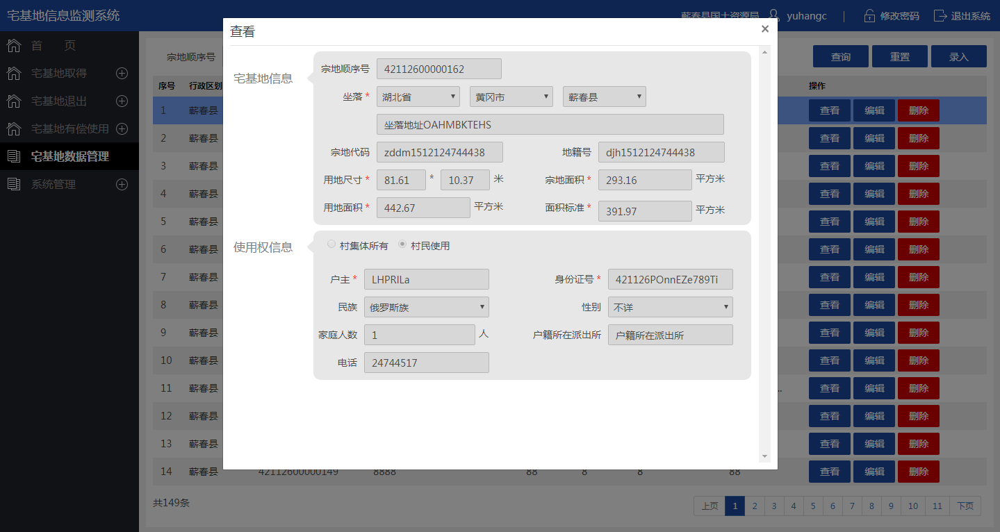 宅基地信息监测系统
蕲春县国土资源局 yuhangc | 修改密码 退出系统
首 页
宅基地取得
宅基地退出
宅基地有偿使用
宅基地数据管理
系统管理
宗地顺序号
查询 重置 录入
序号 行政区划 操作
1 蕲春县 查看 编辑 删除
2 蕲春县 查看 编辑 删除
3 蕲春县 查看 编辑 删除
4 蕲春县 查看 编辑 删除
5 蕲春县 查看 编辑 删除
6 蕲春县 查看 编辑 删除
7 蕲春县 查看 编辑 删除
8 蕲春县 查看 编辑 删除
9 蕲春县 查看 编辑 删除
10 蕲春县 查看 编辑 删除
11 蕲春县 .. 查看 编辑 删除
12 蕲春县 查看 编辑 删除
13 蕲春县 查看 编辑 删除
14 蕲春县 42112600000149 8888 88 8 8 88 查看 编辑 删除
共149条
上页 1 2 3 4 5 6 7 8 9 10 11 下页
查看 ×
宅基地信息
宗地顺序号 42112600000162
坐落 * 湖北省 黄冈市 蕲春县
坐落地址OAHMBKTEHS
宗地代码 zddm1512124744438 地籍号 djh1512124744438
用地尺寸 * 81.61 * 10.37 米 宗地面积 * 293.16 平方米
用地面积 * 442.67 平方米 面积标准 * 391.97 平方米
使用权信息
村集体所有 村民使用
户主 * LHPRILa 身份证号 * 421126POnnEZe789Ti
民族 俄罗斯族 性别 不详
家庭人数 1 人 户籍所在派出所 户籍所在派出所
电话 24744517